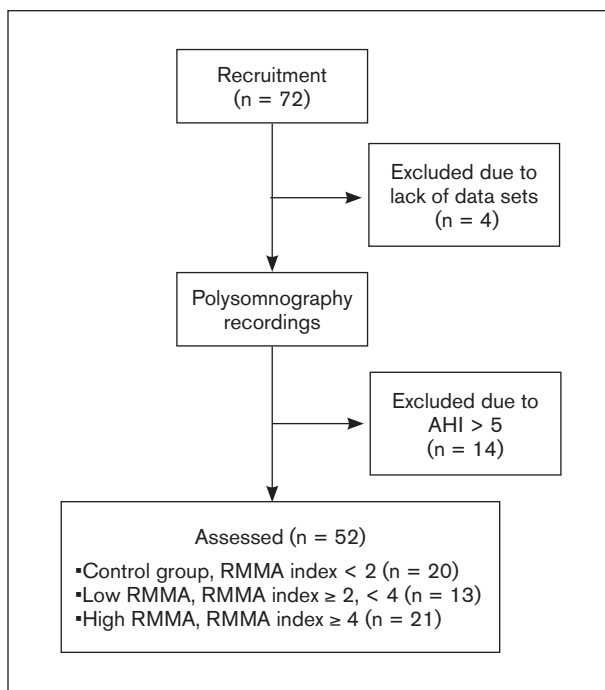 Recruitment
(n = 72)
Excluded due to
lack of data sets
(n = 4)
Polysomnography
recordings
Excluded due to
AHI > 5
(n = 14)
Assessed (n = 52)
▪Control group, RMMA index < 2 (n = 20)
▪Low RMMA, RMMA index ≥ 2, < 4 (n = 13)
▪High RMMA, RMMA index ≥ 4 (n = 21)